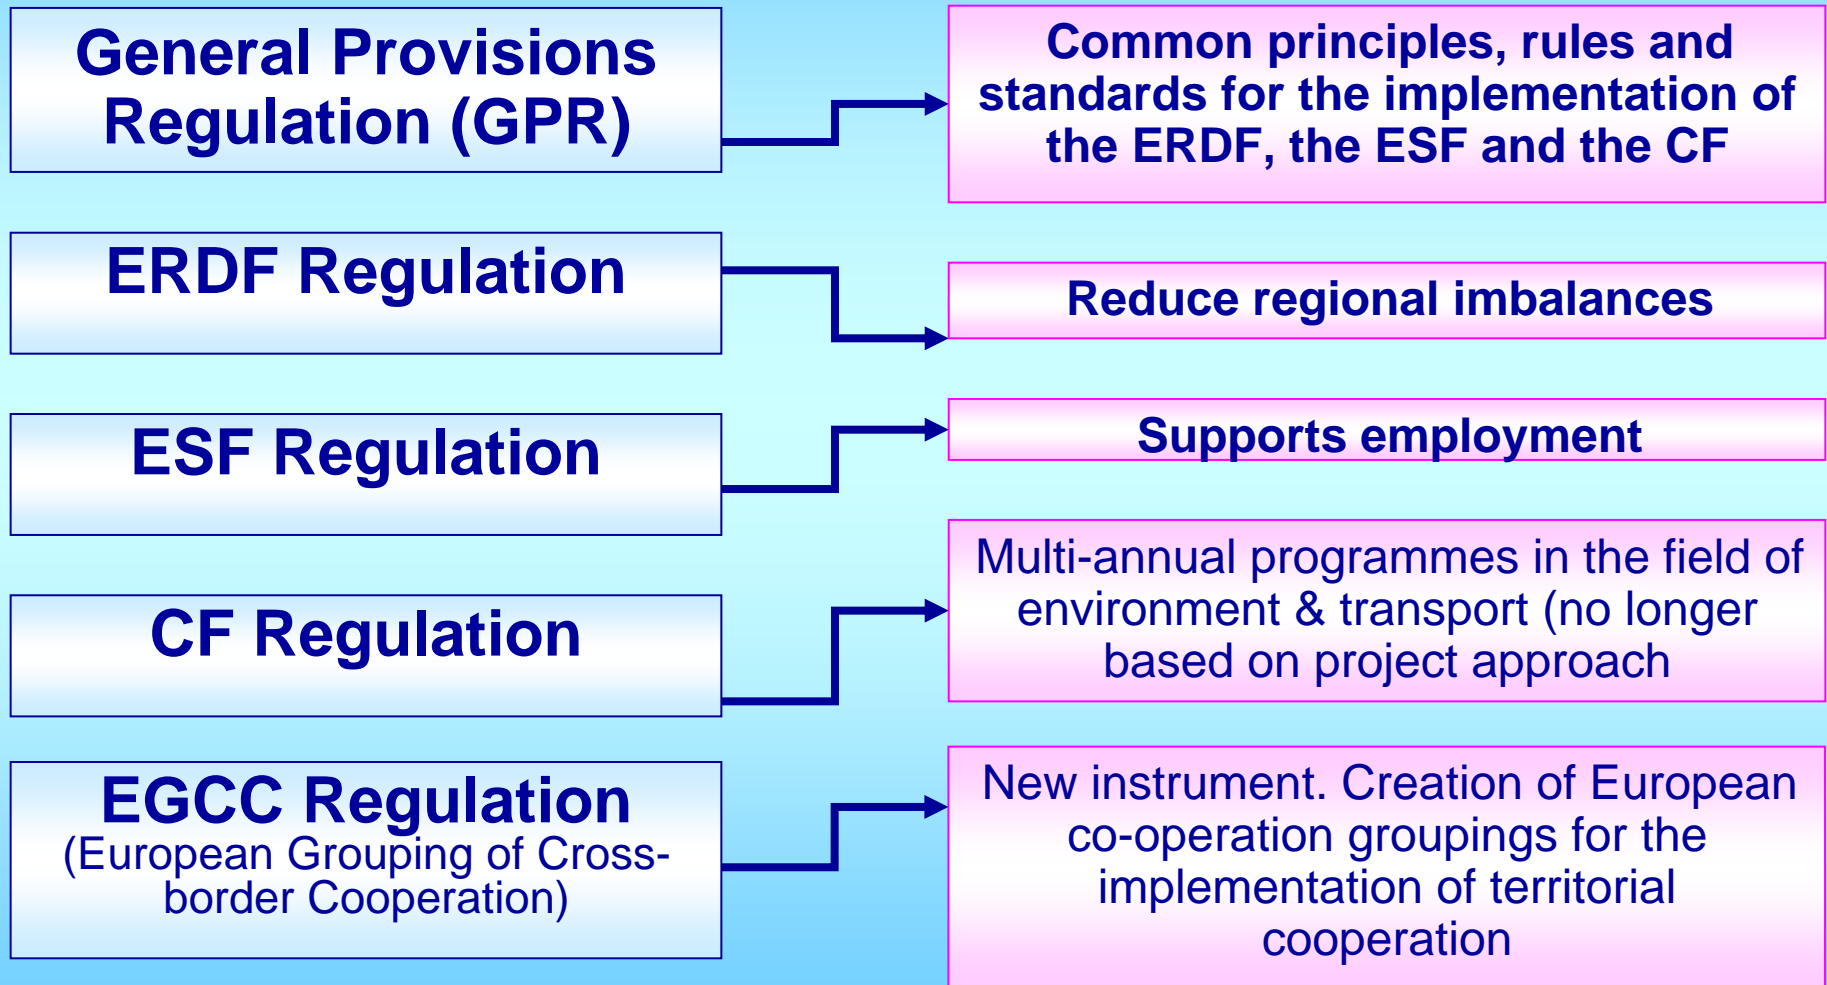 General Provisions
Regulation (GPR)
Common principles, rules and
standards for the implementation of
the ERDF, the ESF and the CF
ERDF Regulation
Reduce regional imbalances
ESF Regulation
Supports employment
CF Regulation
Multi-annual programmes in the field of
environment & transport (no longer
based on project approach
EGCC Regulation
(European Grouping of Cross-
border Cooperation)
New instrument. Creation of European
co-operation groupings for the
implementation of territorial
cooperation